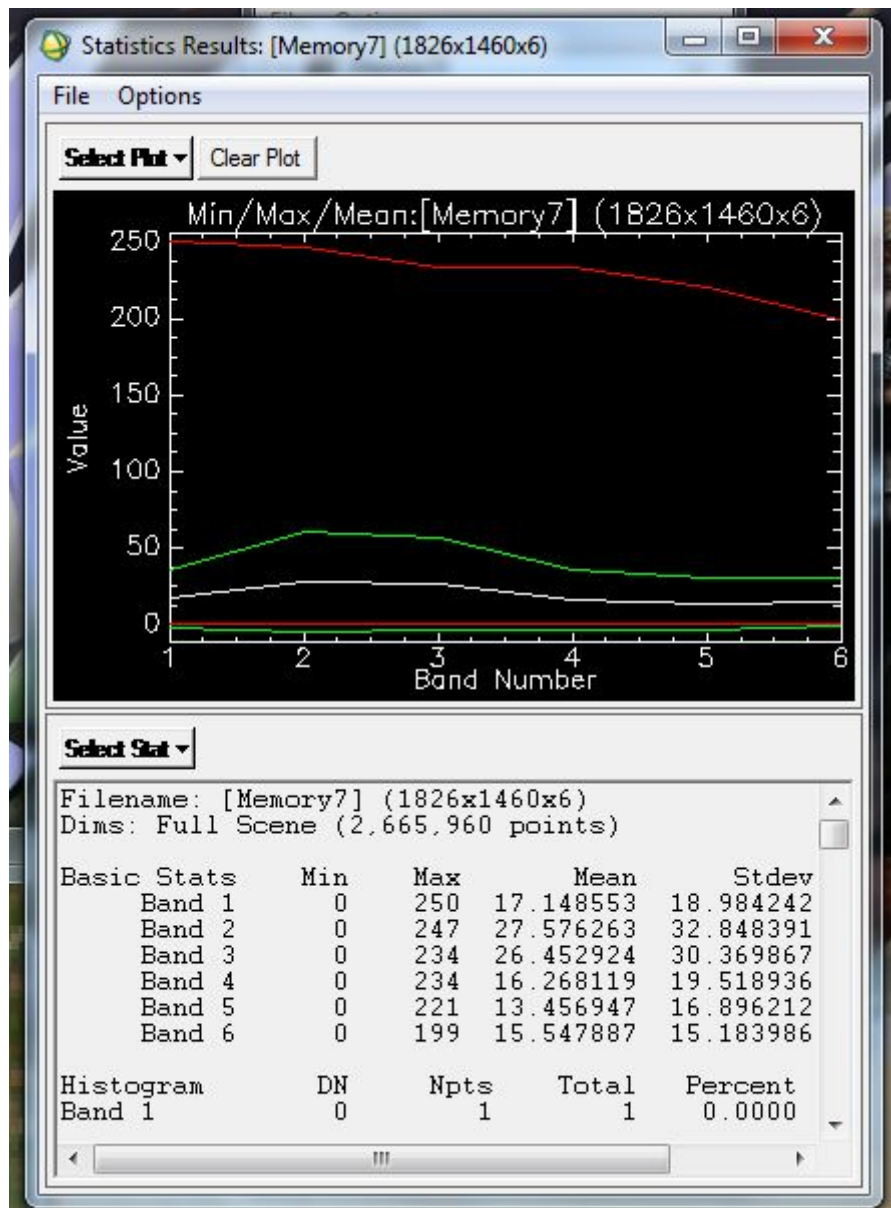 Statistics Results: [Memory7] (1826x1460x6)
File Options
Select Plot Clear Plot
Min/Max/Mean:[Memory7] (1826x1460x6)
250
200
150
100
50
0
Value
1 2 3 4 5 6
Band Number
Select Stat
Filename: [Memory7] (1826x1460x6)
Dims: Full Scene (2,665,960 points)
Basic Stats Min Max Mean Stdev
Band 1 0 250 17.148553 18.984242
Band 2 0 247 27.576263 32.848391
Band 3 0 234 26.452924 30.369867
Band 4 0 234 16.268119 19.518936
Band 5 0 221 13.456947 16.896212
Band 6 0 199 15.547887 15.183986
Histogram DN Npts Total Percent
Band 1 0 1 1 0.0000